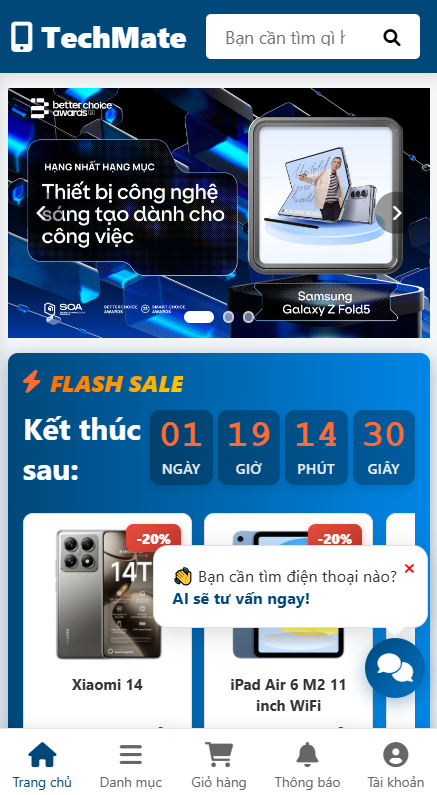 TechMate
Bạn cần tìm gì h
better choice
awards
HẠNG NHẤT HẠNG MỤC
Thiết bị công nghệ
sáng tạo dành cho
công việc
SOA
BETTER CHOICE
AWARDS
SMART CHOICE
AWARDS
Samsung
Galaxy Z Fold5
FLASH SALE
Kết thúc
sau:
01 19 14 30
NGÀY GIỜ PHÚT GIÂY
-20%
-20%
14T
👋 Bạn cần tìm điện thoại nào?
AI sẽ tư vấn ngay!
Xiaomi 14
iPad Air 6 M2 11
inch WiFi
Trang chủ
Danh mục
Giỏ hàng
Thông báo
Tài khoản